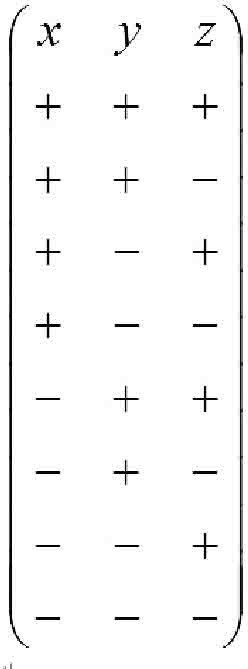 x y z
+ + +
+ + −
+ − +
+ − −
− + +
− + −
− − +
− − −